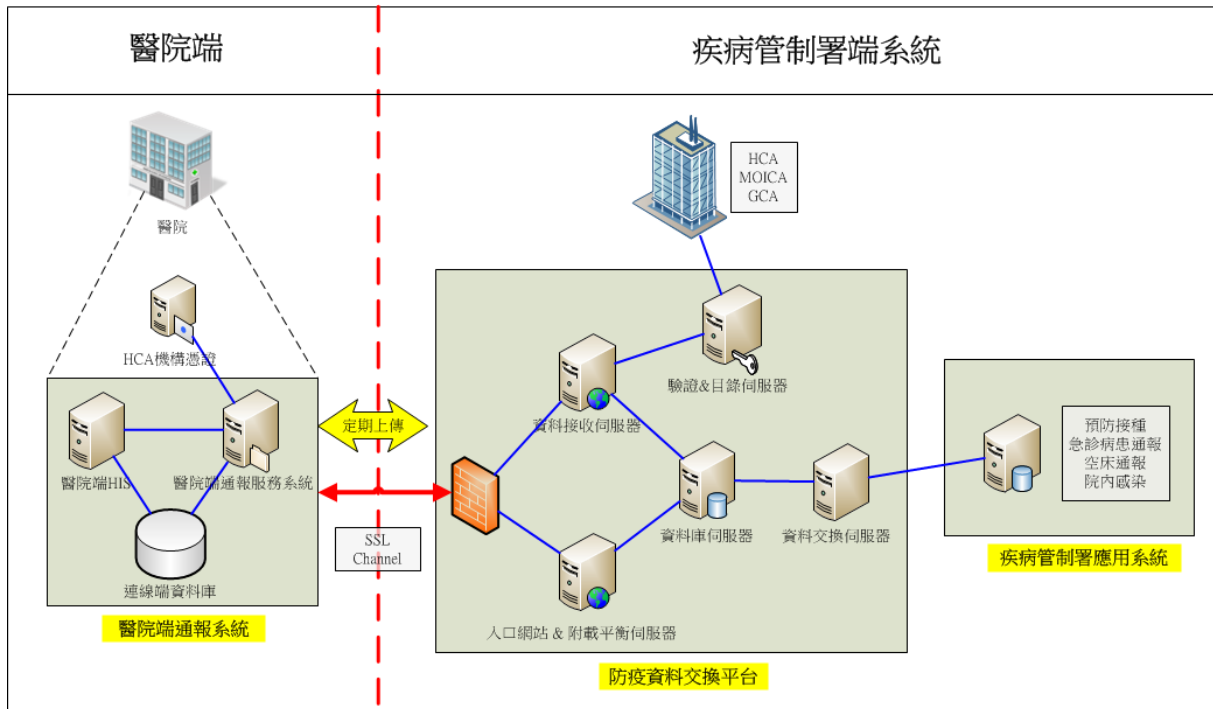 醫院端
疾病管制署端系統
醫院
HCA
MOICA
GCA
HCA機構憑證
醫院端HIS
醫院端通報服務系統
連線端資料庫
醫院端通報系統
定期上傳
SSL
Channel
資料接收伺服器
驗證&目錄伺服器
資料庫伺服器
資料交換伺服器
入口網站 & 附載平衡伺服器
防疫資料交換平台
預防接種
急診病患通報
空床通報
院內感染
疾病管制署應用系統